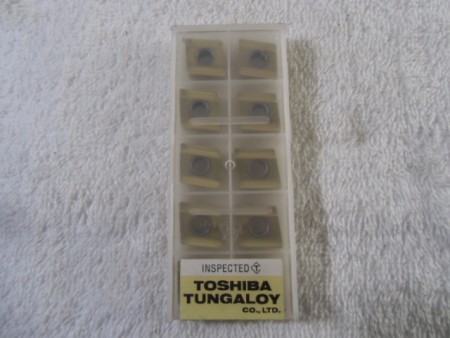 INSPECTED T
TOSHIBA
TUNGALOY
CO., LTD.